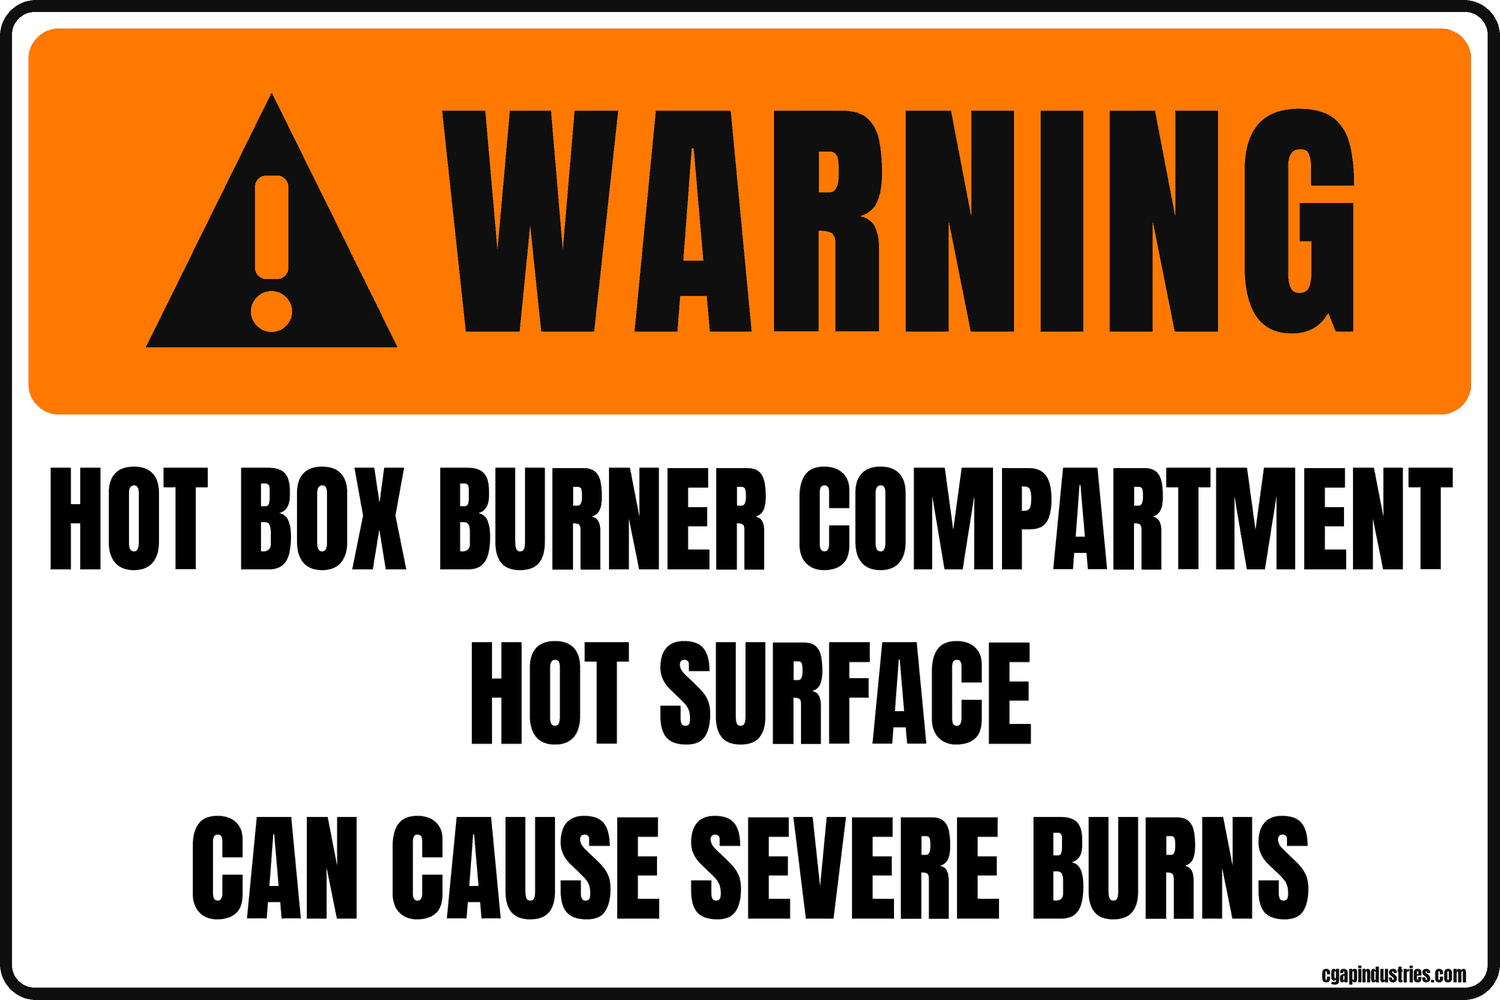 WARNING
HOT BOX BURNER COMPARTMENT
HOT SURFACE
CAN CAUSE SEVERE BURNS
cgapindustries.com